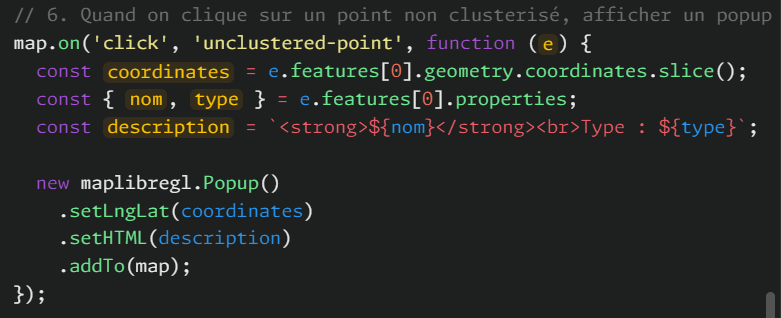 // 6. Quand on clique sur un point non clusterisé, afficher un popup
map.on('click', 'unclustered-point', function (e) {
  const coordinates = e.features[0].geometry.coordinates.slice();
  const { nom, type } = e.features[0].properties;
  const description = `<strong>${nom}</strong><br>Type : ${type}`;

  new maplibregl.Popup()
    .setLngLat(coordinates)
    .setHTML(description)
    .addTo(map);
});